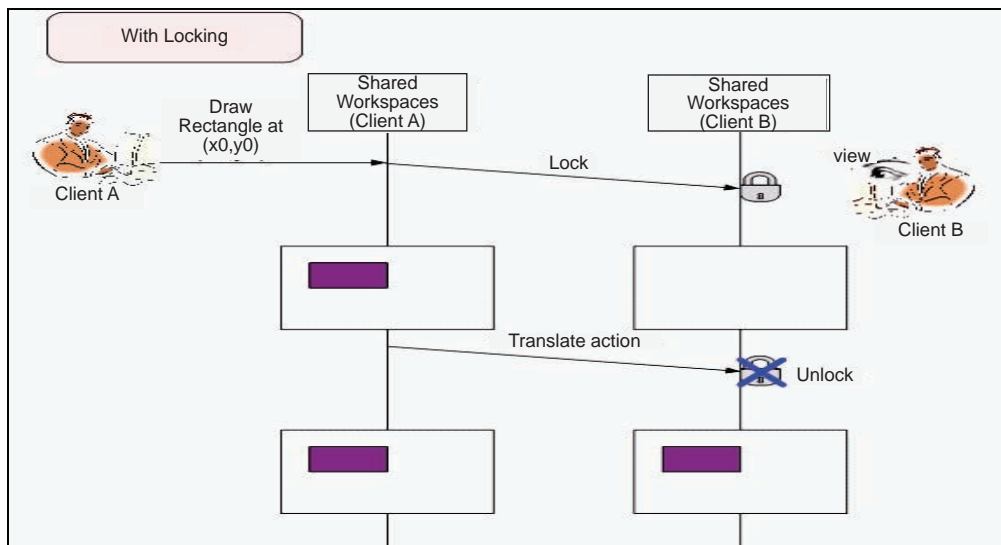 With Locking
Shared
Workspaces
(Client A)
Shared
Workspaces
(Client B)
Draw
Rectangle at
(x0,y0)
Client A
Lock
view
Client B
Translate action
Unlock